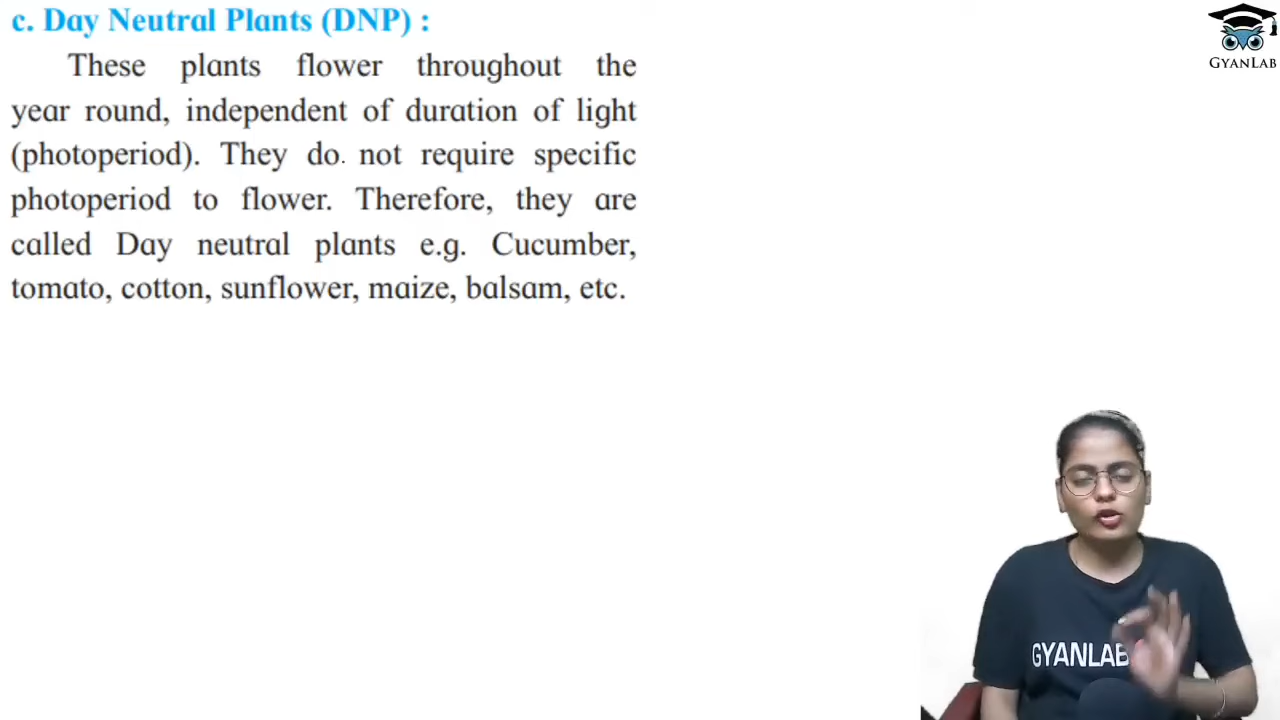 c. Day Neutral Plants (DNP) :
These plants flower throughout the
year round, independent of duration of light
(photoperiod). They do not require specific
photoperiod to flower. Therefore, they are
called Day neutral plants e.g. Cucumber,
tomato, cotton, sunflower, maize, balsam, etc.
GYANLAB
GYANLAB